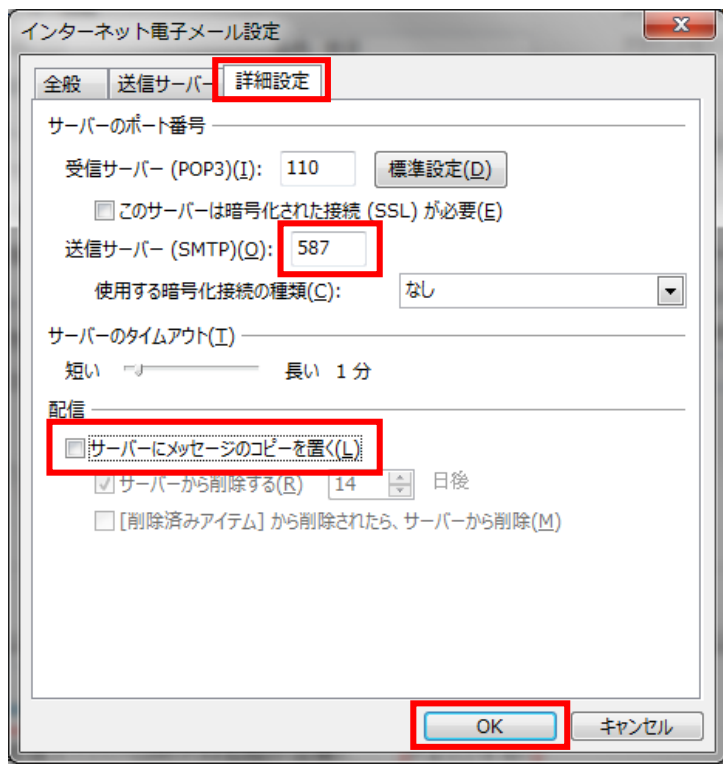 インターネット電子メール設定
全般 送信サーバー 詳細設定
サーバーのポート番号
受信サーバー (POP3)(I): 110 標準設定(D)
このサーバーは暗号化された接続 (SSL) が必要(E)
送信サーバー (SMTP)(O): 587
使用する暗号化接続の種類(C): なし
サーバーのタイムアウト(T)
短い 長い 1 分
配信
サーバーにメッセージのコピーを置く(L)
サーバーから削除する(R) 14 日後
[削除済みアイテム] から削除されたら、サーバーから削除(M)
OK キャンセル